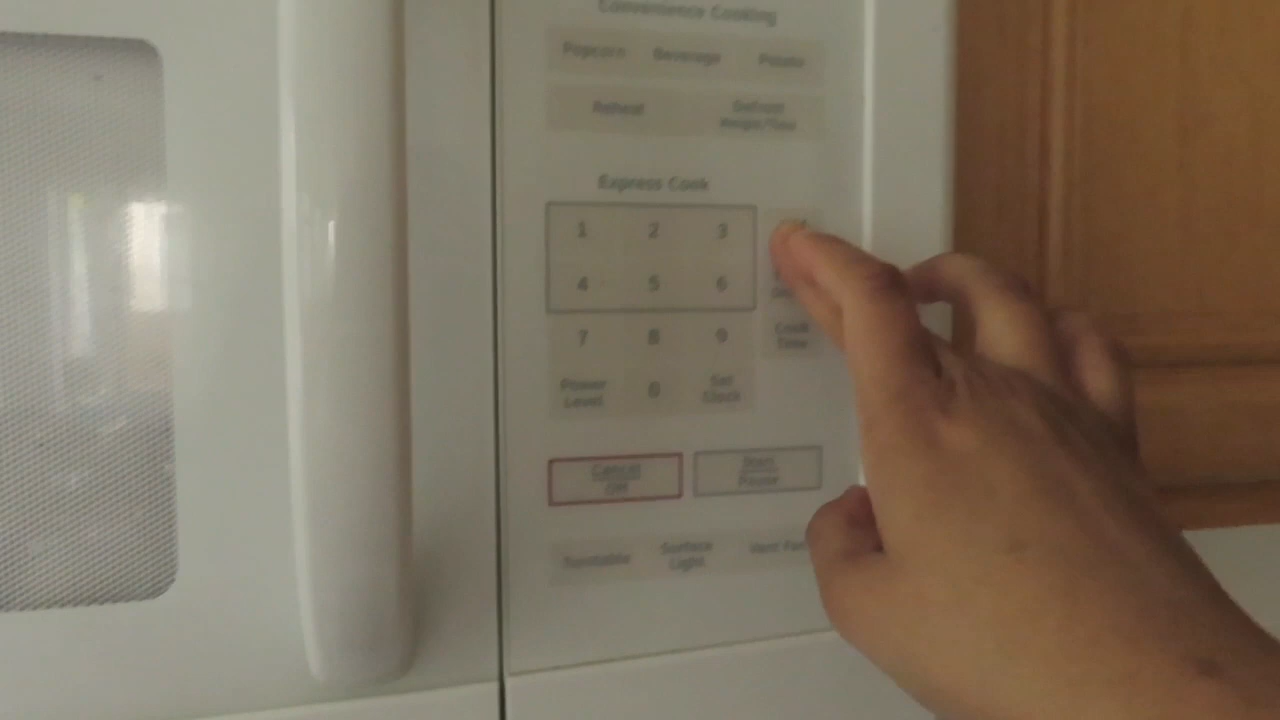 Convenience Cooking
Popcorn Beverage Potato
Reheat Defrost
Weight/Time
Express Cook
1 2 3
4 5 6
7 8 9 Cook
Time
Power
Level 0 Set
Clock
Cancel
Off Start
Pause
Turntable Surface
Light Vent Fan